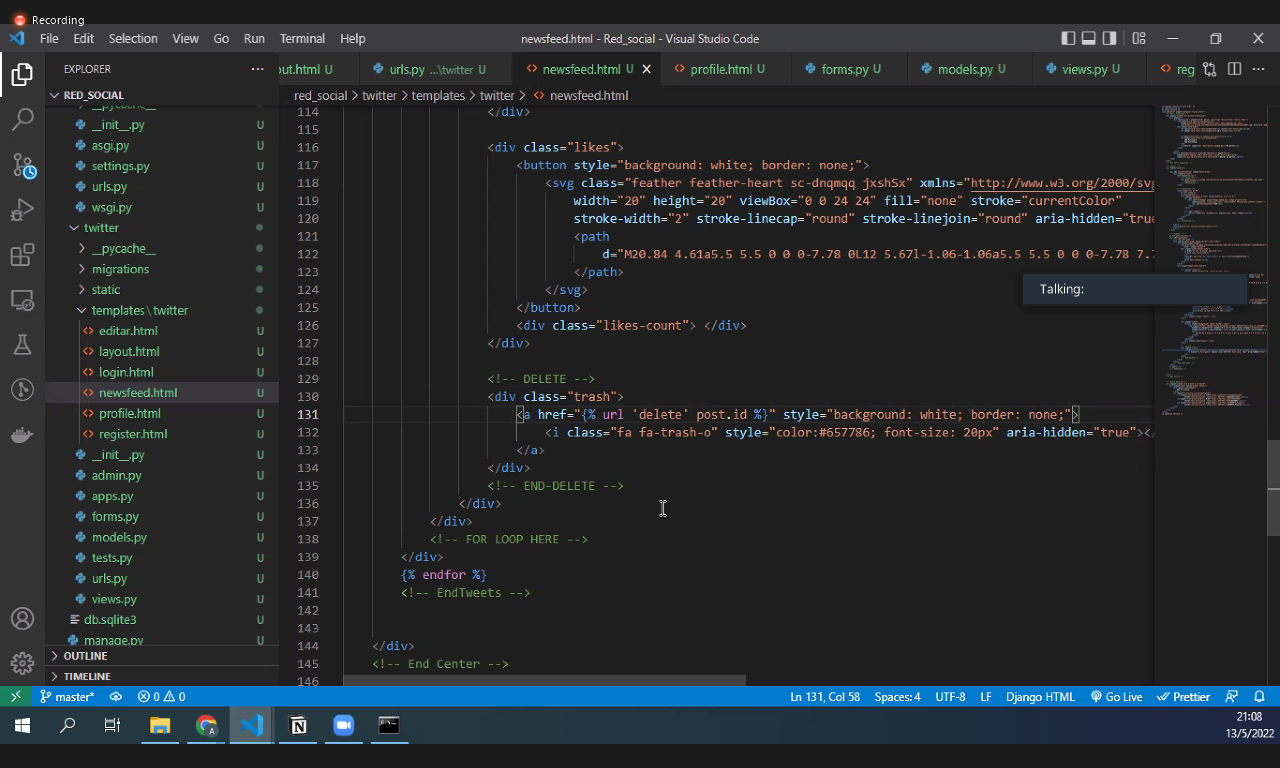 Recording
File Edit Selection View Go Run Terminal Help
newsfeed.html - Red_social - Visual Studio Code
EXPLORER
out.html U
urls.py ...\twitter U
newsfeed.html U
profile.html U
forms.py U
models.py U
views.py U
reg
RED_SOCIAL
red_social > twitter > templates > twitter > newsfeed.html
__pycache__
__init__.py U
asgi.py U
settings.py U
urls.py U
wsgi.py U
twitter
__pycache__
migrations
static
templates \ twitter
editar.html U
layout.html U
login.html U
newsfeed.html U
profile.html U
register.html U
__init__.py U
admin.py U
apps.py U
forms.py U
models.py U
tests.py U
urls.py U
views.py U
db.sqlite3 U
manage.py U
OUTLINE
TIMELINE
114 </div>
115
116 <div class="likes">
117 <button style="background: white; border: none;">
118 <svg class="feather feather-heart sc-dnqmqq jxshSx" xmlns="http://www.w3.org/2000/svg
119 width="20" height="20" viewBox="0 0 24 24" fill="none" stroke="currentColor"
120 stroke-width="2" stroke-linecap="round" stroke-linejoin="round" aria-hidden="true
121 <path
122 d="M20.84 4.61a5.5 5.5 0 0 0-7.78 0L12 5.67l-1.06-1.06a5.5 5.5 0 0 0-7.78 7.
123 </path>
124 </svg>
125 </button>
126 <div class="likes-count"> </div>
127 </div>
128
129 <!-- DELETE -->
130 <div class="trash">
131 <a href="{% url 'delete' post.id %}" style="background: white; border: none;">
132 <i class="fa fa-trash-o" style="color:#657786; font-size: 20px" aria-hidden="true"></
133 </a>
134 </div>
135 <!-- END-DELETE -->
136 </div>
137 </div>
138 <!-- FOR LOOP HERE -->
139 </div>
140 {% endfor %}
141 <!-- EndTweets -->
142
143
144 </div>
145 <!-- End Center -->
146
Talking:
master*
0 0
Ln 131, Col 58
Spaces: 4
UTF-8
LF
Django HTML
Go Live
Prettier
21:08
13/5/2022